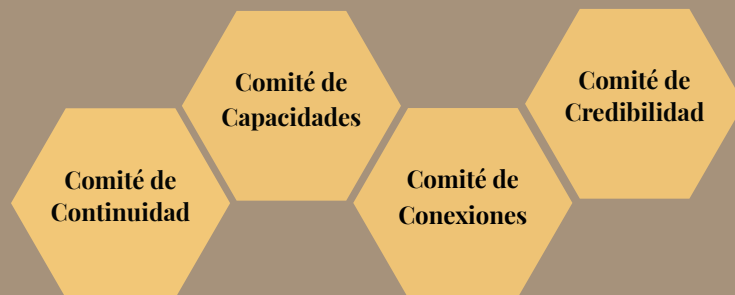 Comité de
Continuidad
Comité de
Capacidades
Comité de
Conexiones
Comité de
Credibilidad